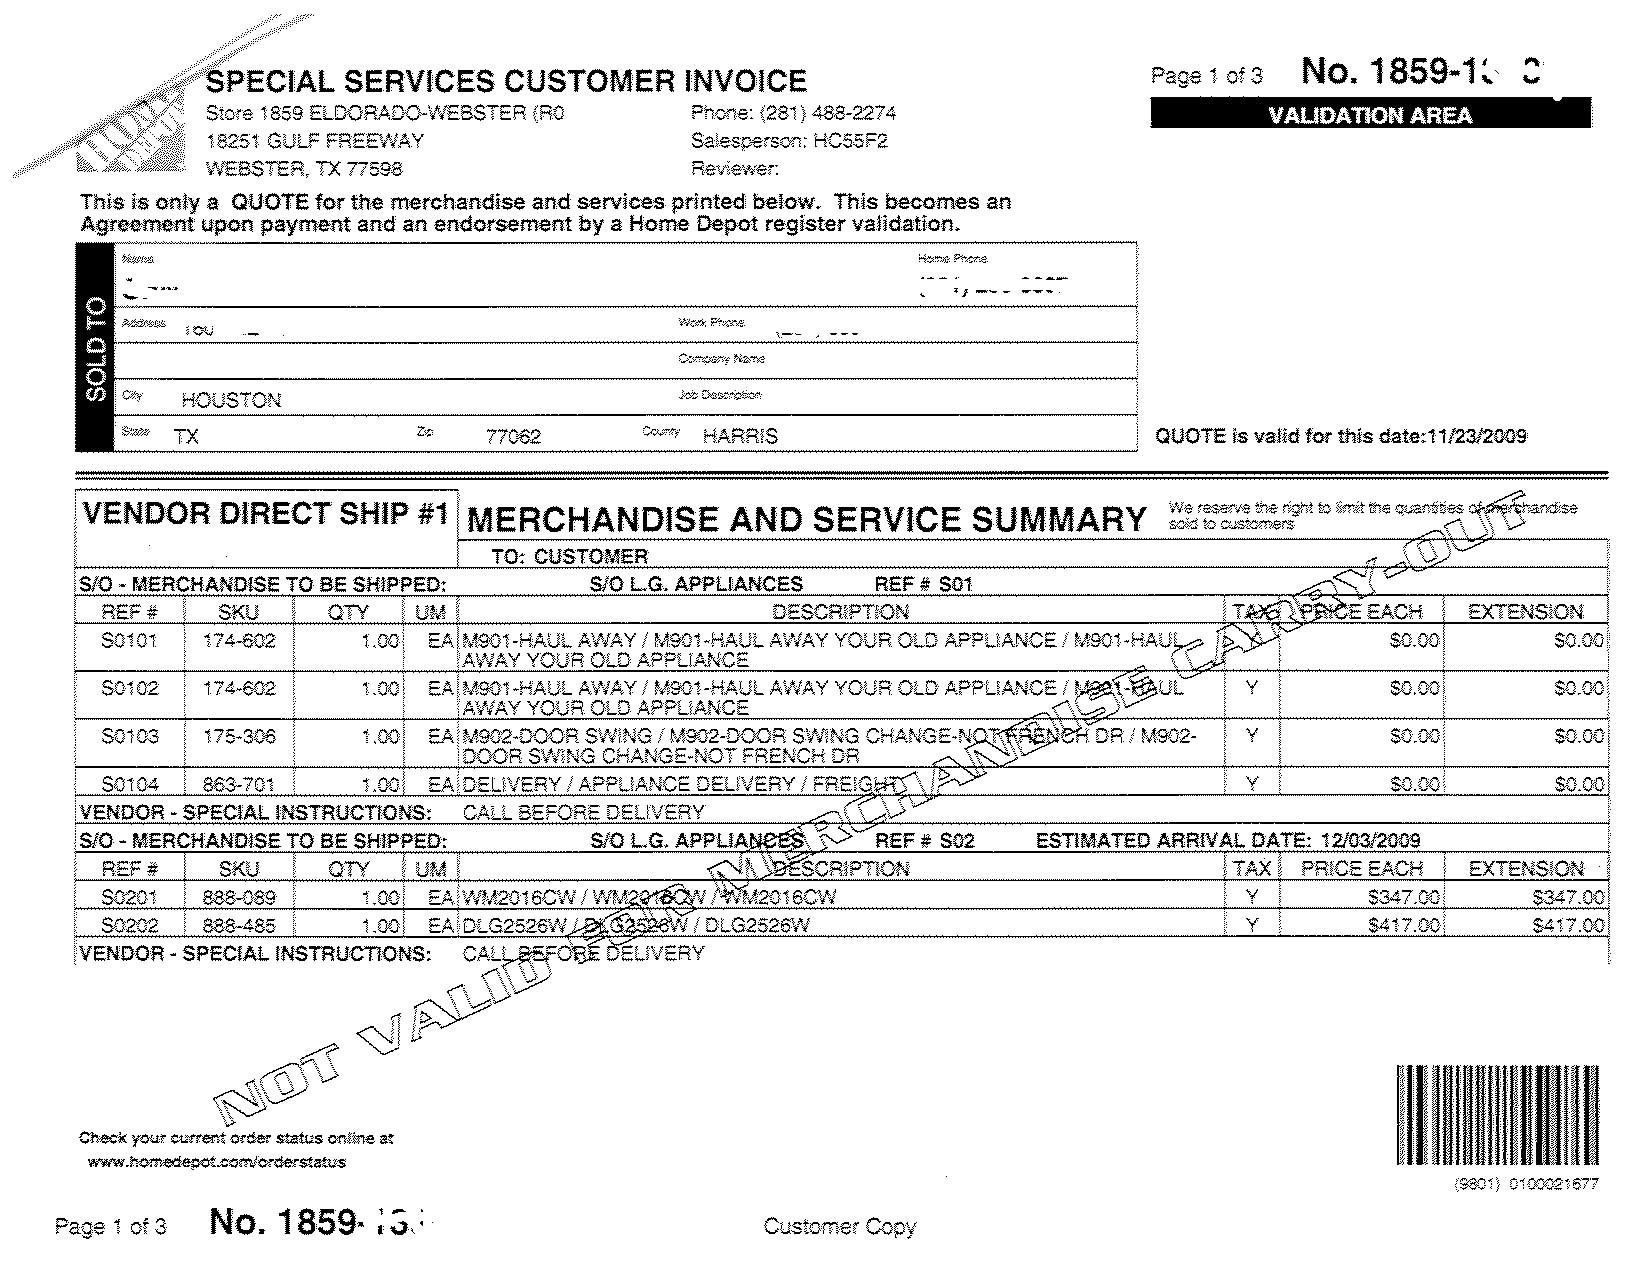 SPECIAL SERVICES CUSTOMER INVOICE
Page 1 of 3 No. 1859-
Store 1859 ELDORADO-WEBSTER (RO Phone: (281) 488-2274
VALIDATION AREA
18251 GULF FREEWAY Salesperson: HC55F2
WEBSTER, TX 77598 Reviewer:
This is only a QUOTE for the merchandise and services printed below. This becomes an
Agreement upon payment and an endorsement by a Home Depot register validation.
SOLD TO
Name Home Phone
Address Work Phone
Company Name
City HOUSTON Job Description
State TX Zip 77062 County HARRIS
QUOTE is valid for this date:11/23/2009
VENDOR DIRECT SHIP #1 MERCHANDISE AND SERVICE SUMMARY
We reserve the right to limit the quantities of merchandise
sold to customers
TO: CUSTOMER
S/O - MERCHANDISE TO BE SHIPPED: S/O L.G. APPLIANCES REF # S01
REF # SKU QTY UM DESCRIPTION TAX PRICE EACH EXTENSION
S0101 174-602 1.00 EA M901-HAUL AWAY / M901-HAUL AWAY YOUR OLD APPLIANCE / M901-HAUL Y $0.00 $0.00
AWAY YOUR OLD APPLIANCE
S0102 174-602 1.00 EA M901-HAUL AWAY / M901-HAUL AWAY YOUR OLD APPLIANCE / M901-HAUL Y $0.00 $0.00
AWAY YOUR OLD APPLIANCE
S0103 175-306 1.00 EA M902-DOOR SWING / M902-DOOR SWING CHANGE-NOT FRENCH DR / M902- Y $0.00 $0.00
DOOR SWING CHANGE-NOT FRENCH DR
S0104 863-701 1.00 EA DELIVERY / APPLIANCE DELIVERY / FREIGHT Y $0.00 $0.00
VENDOR - SPECIAL INSTRUCTIONS: CALL BEFORE DELIVERY
S/O - MERCHANDISE TO BE SHIPPED: S/O L.G. APPLIANCES REF # S02 ESTIMATED ARRIVAL DATE: 12/03/2009
REF # SKU QTY UM DESCRIPTION TAX PRICE EACH EXTENSION
S0201 888-089 1.00 EA WM2016CW / WM2016CW / WM2016CW Y $347.00 $347.00
S0202 888-485 1.00 EA DLG2526W / DLG2526W / DLG2526W Y $417.00 $417.00
VENDOR - SPECIAL INSTRUCTIONS: CALL BEFORE DELIVERY
NOT VALID FOR MERCHANDISE CARRY-OUT
Check your current order status online at
www.homedepot.com/orderstatus
(9801) 0100021677
Page 1 of 3 No. 1859- Customer Copy